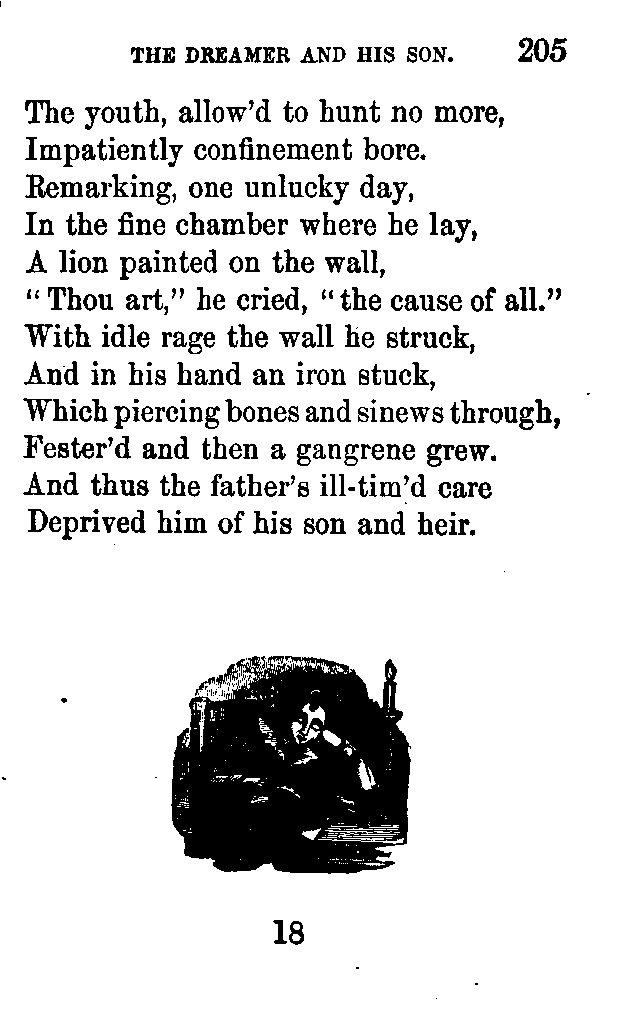 THE DREAMER AND HIS SON. 205
The youth, allow'd to hunt no more,
Impatiently confinement bore.
Remarking, one unlucky day,
In the fine chamber where he lay,
A lion painted on the wall,
“Thou art,” he cried, “the cause of all.”
With idle rage the wall he struck,
And in his hand an iron stuck,
Which piercing bones and sinews through,
Fester'd and then a gangrene grew.
And thus the father's ill-tim'd care
Deprived him of his son and heir.
18